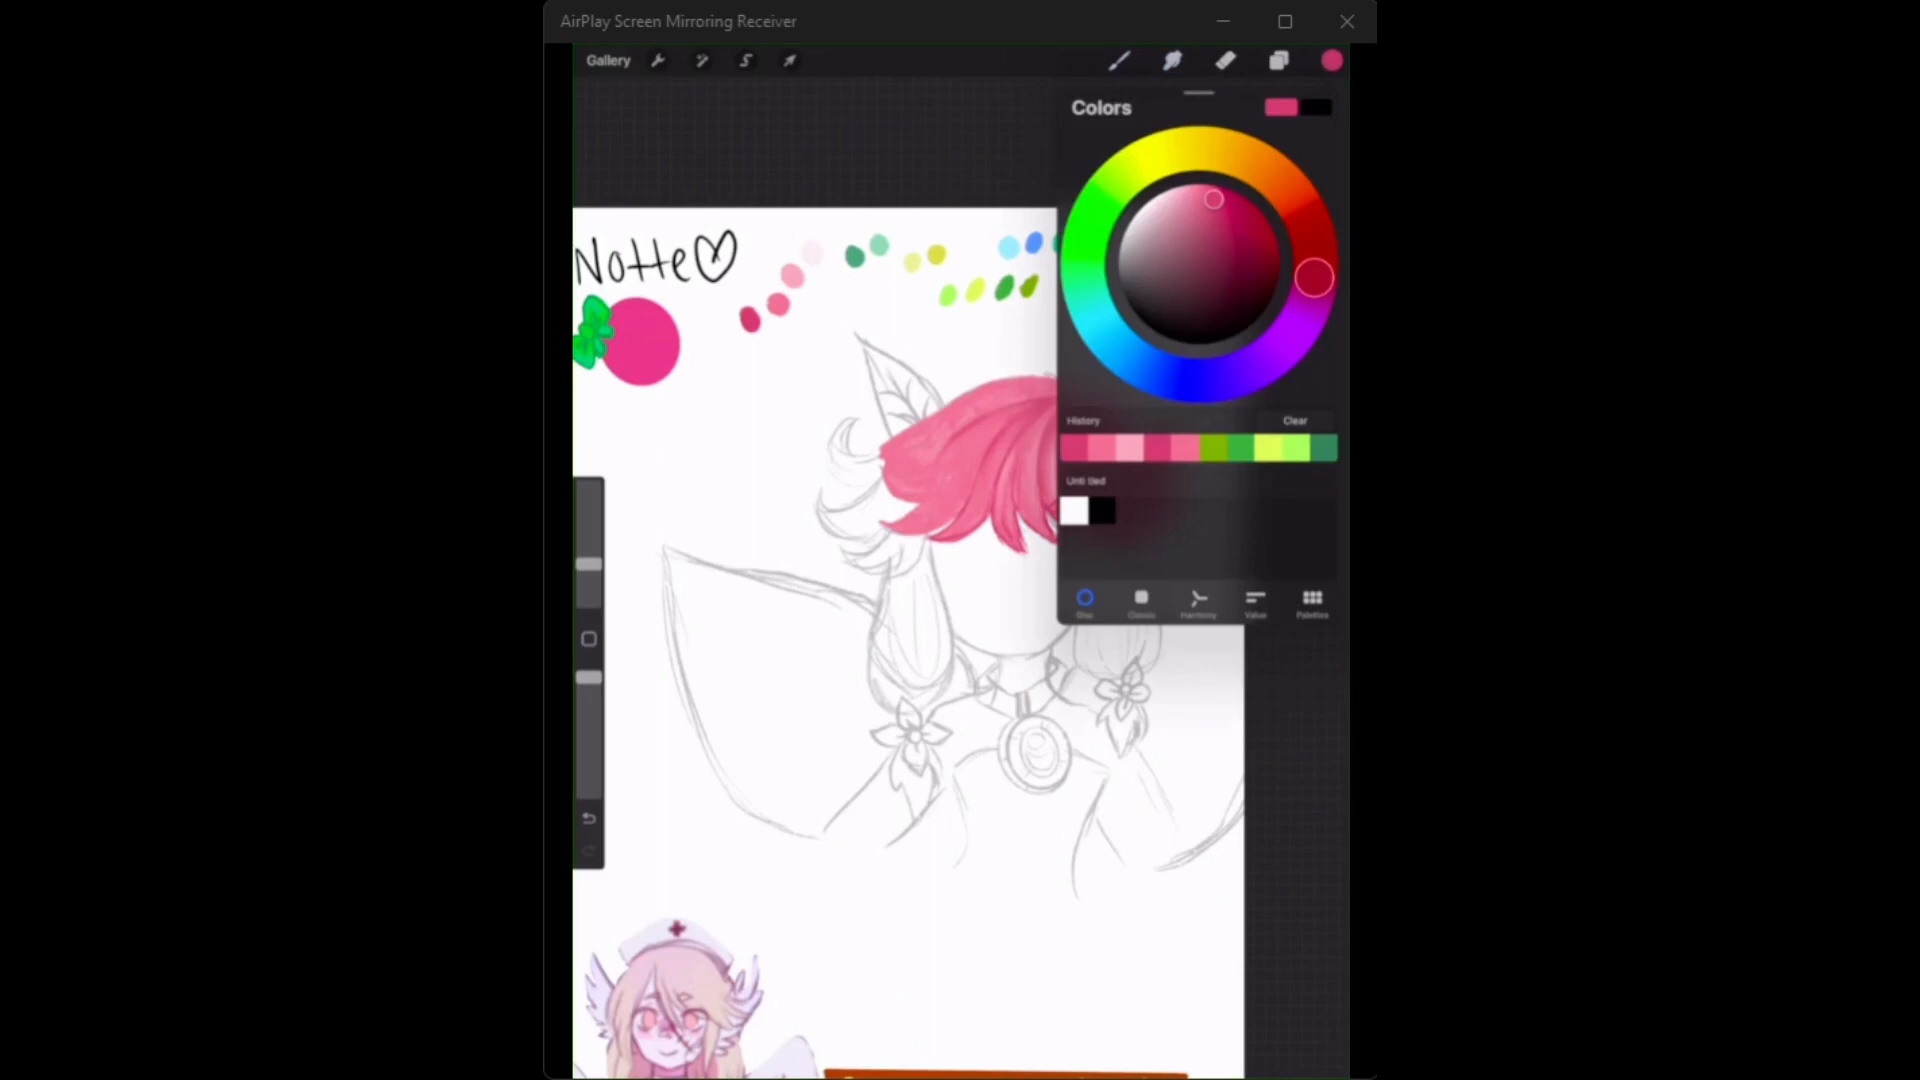 AirPlay Screen Mirroring Receiver
Gallery
Colors
Notte
History
Clear
Untitled
Disc
Classic
Harmony
Value
Palettes